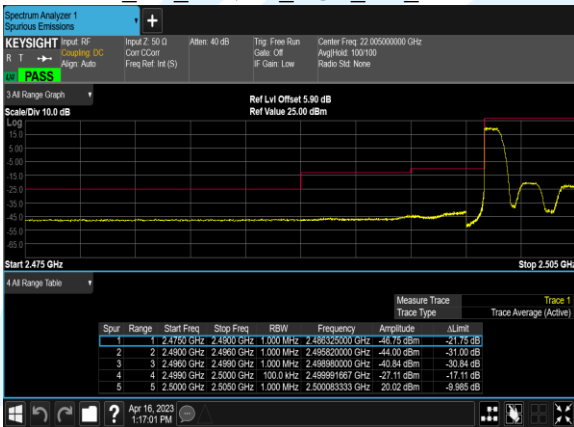 Spectrum Analyzer 1
Spurious Emissions
KEYSIGHT Input: RF Input Z: 50 Ω Atten: 40 dB Trig: Free Run Center Freq: 22.005000000 GHz
R T Coupling: DC Corr CCorr Gate: Off Avg|Hold: 100/100
Align: Auto Freq Ref: Int (S) IF Gain: Low Radio Std: None
PASS
3 All Range Graph
Ref Lvl Offset 5.90 dB
Scale/Div 10.0 dB Ref Value 25.00 dBm
Log
15.0
5.00
-5.00
-15.0
-25.0
-35.0
-45.0
-55.0
-65.0
Start 2.475 GHz Stop 2.505 GHz
4 All Range Table
Measure Trace Trace 1
Trace Type Trace Average (Active)
Spur Range Start Freq Stop Freq RBW Frequency Amplitude ΔLimit
1 1 2.4750 GHz 2.4900 GHz 1.000 MHz 2.486325000 GHz -46.75 dBm -21.75 dB
2 2 2.4900 GHz 2.4960 GHz 1.000 MHz 2.495820000 GHz -44.00 dBm -31.00 dB
3 3 2.4960 GHz 2.4990 GHz 1.000 MHz 2.498980000 GHz -40.84 dBm -30.84 dB
4 4 2.4990 GHz 2.5000 GHz 100.0 kHz 2.499991667 GHz -27.11 dBm -17.11 dB
5 5 2.5000 GHz 2.5050 GHz 1.000 MHz 2.500083333 GHz 20.02 dBm -9.985 dB
Apr 16, 2023
1:17:01 PM